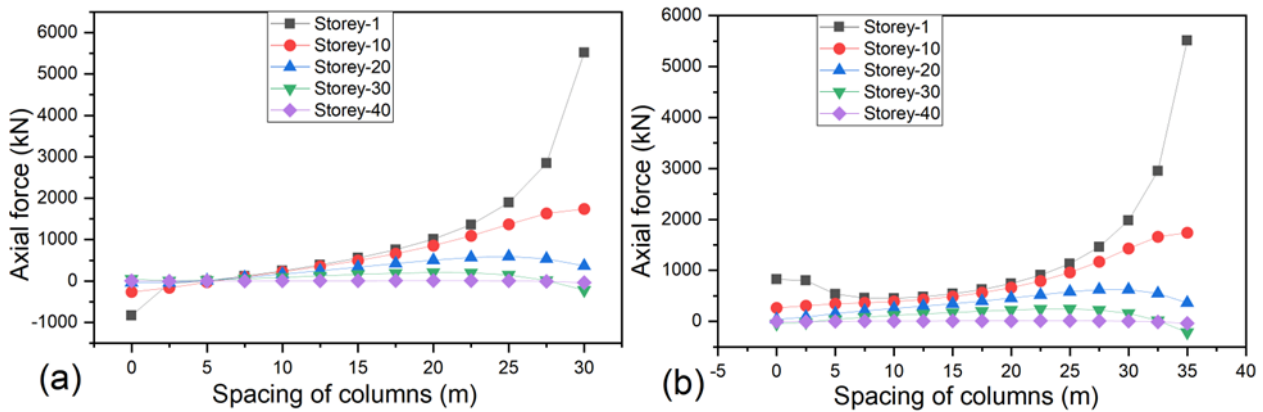 6000
5000
4000
3000
2000
1000
0
-1000
Axial force (kN)
Storey-1
Storey-10
Storey-20
Storey-30
Storey-40
0 5 10 15 20 25 30
Spacing of columns (m)
(a)
6000
5000
4000
3000
2000
1000
0
Axial force (kN)
Storey-1
Storey-10
Storey-20
Storey-30
Storey-40
-5 0 5 10 15 20 25 30 35 40
Spacing of columns (m)
(b)